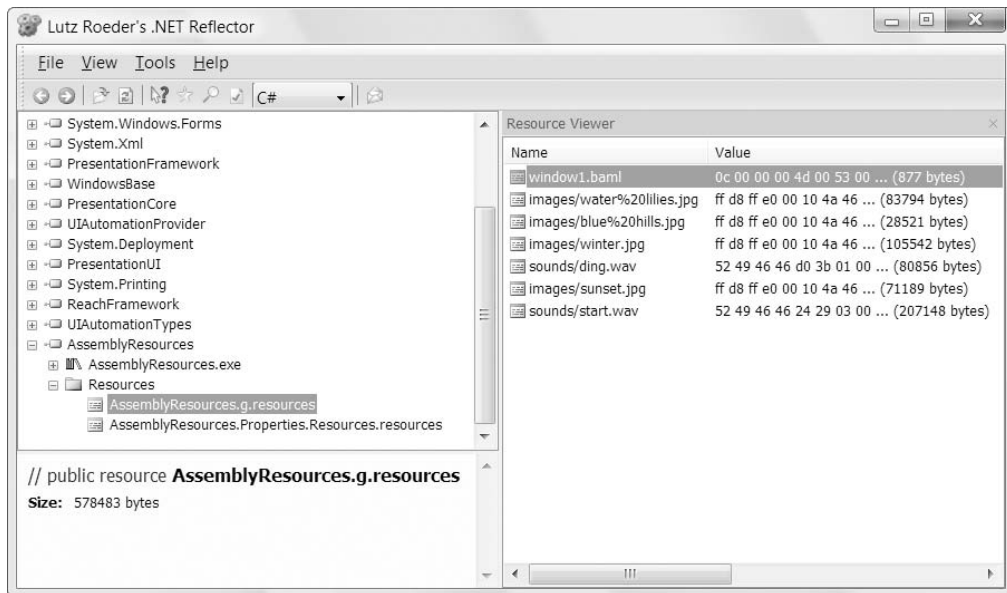 Lutz Roeder's .NET Reflector
File View Tools Help
C#
System.Windows.Forms
System.Xml
PresentationFramework
WindowsBase
PresentationCore
UIAutomationProvider
System.Deployment
PresentationUI
System.Printing
ReachFramework
UIAutomationTypes
AssemblyResources
AssemblyResources.exe
Resources
AssemblyResources.g.resources
AssemblyResources.Properties.Resources.resources
// public resource AssemblyResources.g.resources
Size: 578483 bytes
Resource Viewer
Name Value
window1.baml 0c 00 00 00 4d 00 53 00 ... (877 bytes)
images/water%20lilies.jpg ff d8 ff e0 00 10 4a 46 ... (83794 bytes)
images/blue%20hills.jpg ff d8 ff e0 00 10 4a 46 ... (28521 bytes)
images/winter.jpg ff d8 ff e0 00 10 4a 46 ... (105542 bytes)
sounds/ding.wav 52 49 46 46 d0 3b 01 00 ... (80856 bytes)
images/sunset.jpg ff d8 ff e0 00 10 4a 46 ... (71189 bytes)
sounds/start.wav 52 49 46 46 24 29 03 00 ... (207148 bytes)